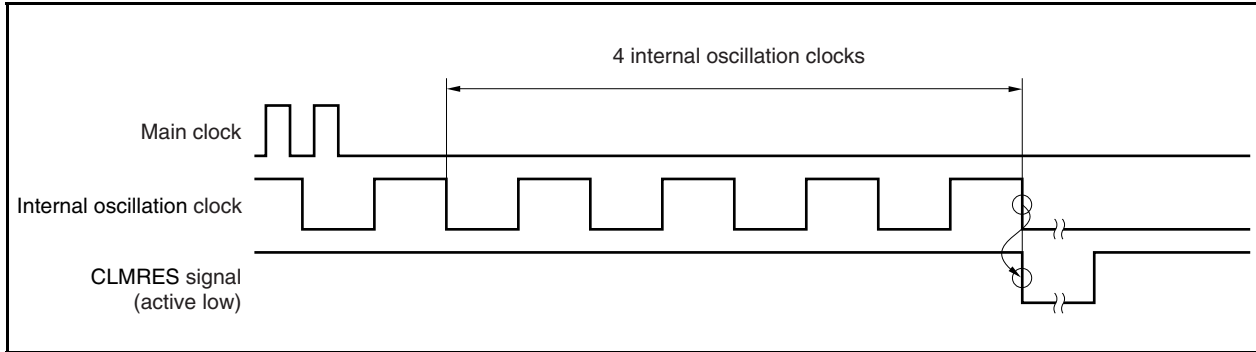 4 internal oscillation clocks
Main clock
Internal oscillation clock
CLMRES signal
(active low)